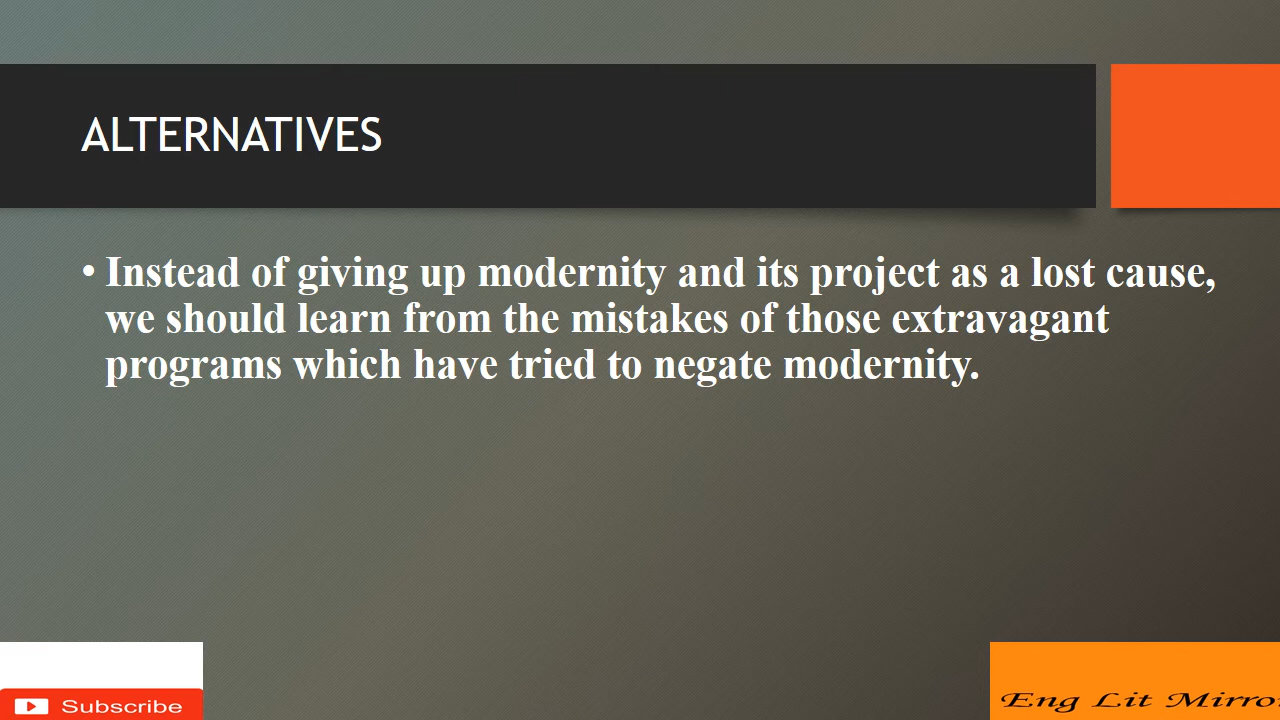 ALTERNATIVES
• Instead of giving up modernity and its project as a lost cause,
we should learn from the mistakes of those extravagant
programs which have tried to negate modernity.
Subscribe
Eng Lit Mirro